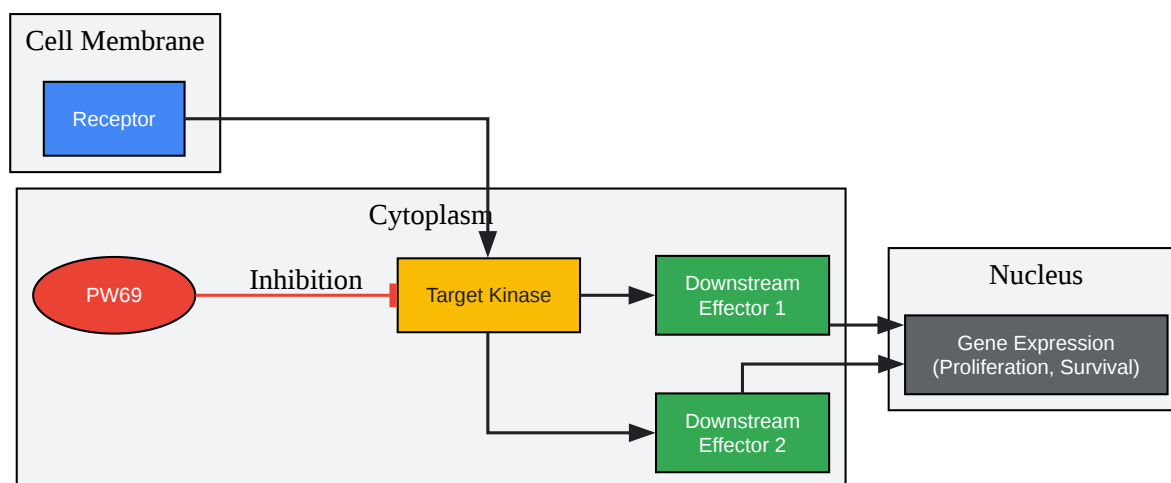 Cell Membrane
Receptor
Cytoplasm
PW69
Inhibition
Target Kinase
Downstream
Effector 1
Downstream
Effector 2
Nucleus
Gene Expression
(Proliferation, Survival)